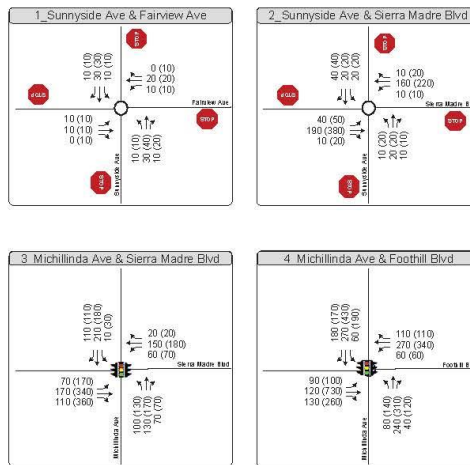 1_Sunnyside Ave & Fairview Ave
STOP
10 (10)
30 (30)
10 (10)
0 (10)
20 (20)
10 (10)
STOP
Fairview Ave
STOP
10 (10)
10 (10)
0 (10)
10 (10)
30 (40)
10 (20)
STOP
Sunnyside Ave
2_Sunnyside Ave & Sierra Madre Blvd
STOP
40 (40)
20 (20)
20 (20)
10 (20)
160 (220)
10 (10)
STOP
Sierra Madre B
STOP
40 (50)
190 (380)
10 (20)
10 (20)
20 (20)
10 (10)
STOP
Sunnyside Ave
3 Michillinda Ave & Sierra Madre Blvd
110 (110)
210 (180)
10 (30)
20 (20)
150 (180)
60 (70)
Sierra Madre Blvd
70 (170)
170 (340)
110 (360)
100 (130)
130 (170)
70 (70)
Michillinda Ave
4 Michillinda Ave & Foothill Blvd
180 (170)
270 (430)
60 (190)
110 (110)
270 (340)
60 (60)
Foothill B
90 (100)
120 (730)
130 (260)
80 (140)
240 (310)
40 (120)
Michillinda Ave